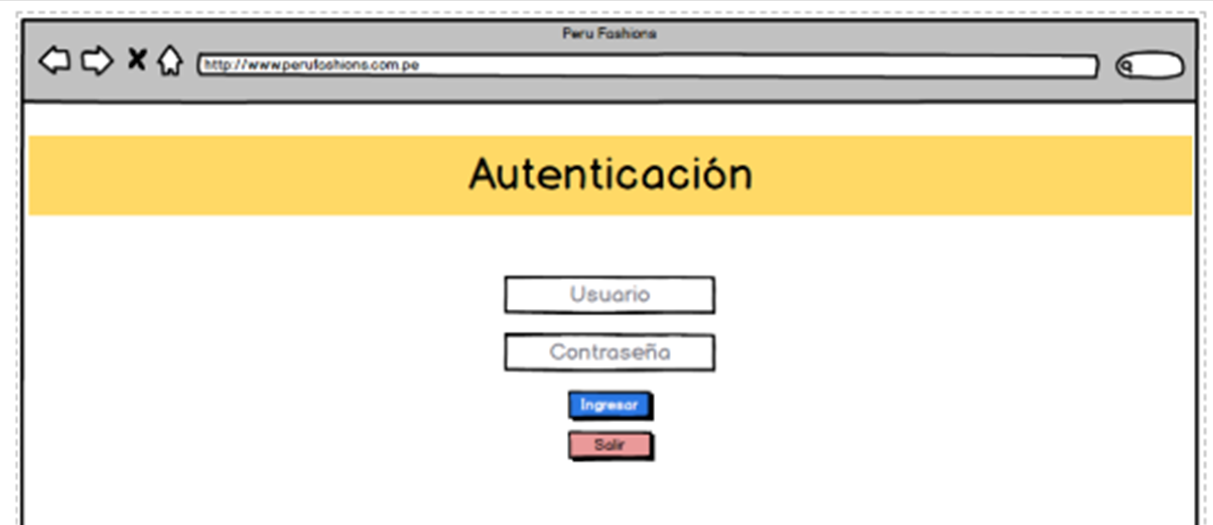 Peru Fashions
http://www.perufashions.com.pe
Autenticación
Usuario
Contraseña
Ingresar
Salir